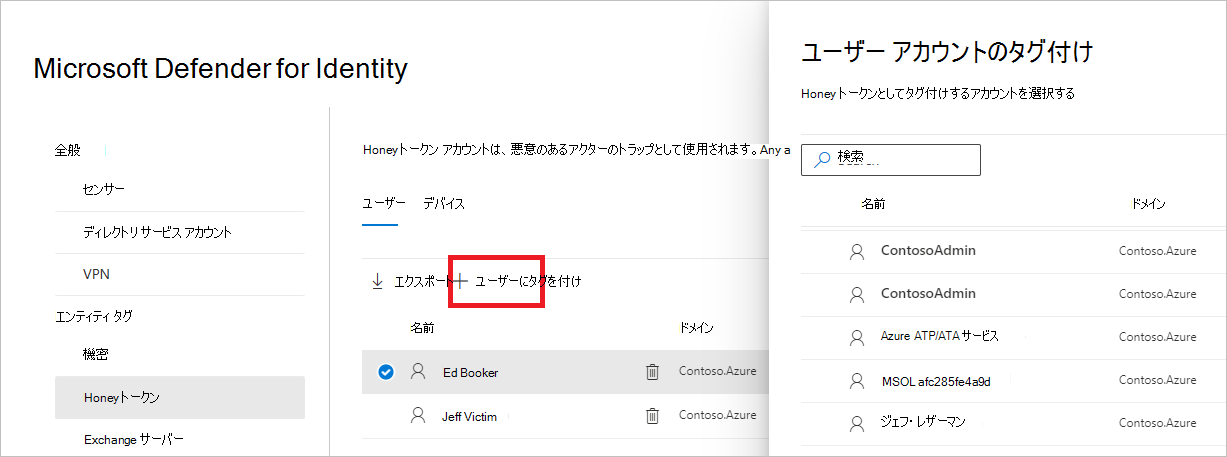 Microsoft Defender for Identity
全般
センサー
ディレクトリ サービス アカウント
VPN
エンティティ タグ
機密
Honeyトークン
Exchange サーバー
Honeyトークン アカウントは、悪意のあるアクターのトラップとして使用されます。Any a
ユーザー デバイス
エクスポート ユーザーにタグを付け
名前 ドメイン
Ed Booker Contoso.Azure
Jeff Victim Contoso.Azure
ユーザー アカウントのタグ付け
Honeyトークンとしてタグ付けするアカウントを選択する
検索
名前 ドメイン
ContosoAdmin Contoso.Azure
ContosoAdmin Contoso.Azure
Azure ATP/ATAサービス Contoso.Azure
MSOL afc285fe4a9d Contoso.Azure
ジェフ・レザーマン Contoso.Azure